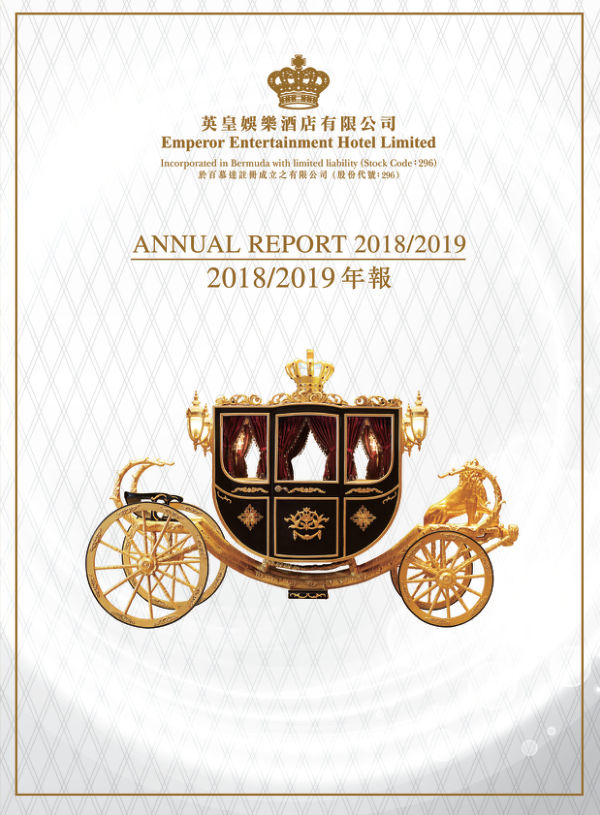 英皇娛樂酒店有限公司
Emperor Entertainment Hotel Limited
Incorporated in Bermuda with limited liability (Stock Code：296)
於百慕達註冊成立之有限公司 (股份代號：296)
ANNUAL REPORT 2018/2019
2018/2019 年報